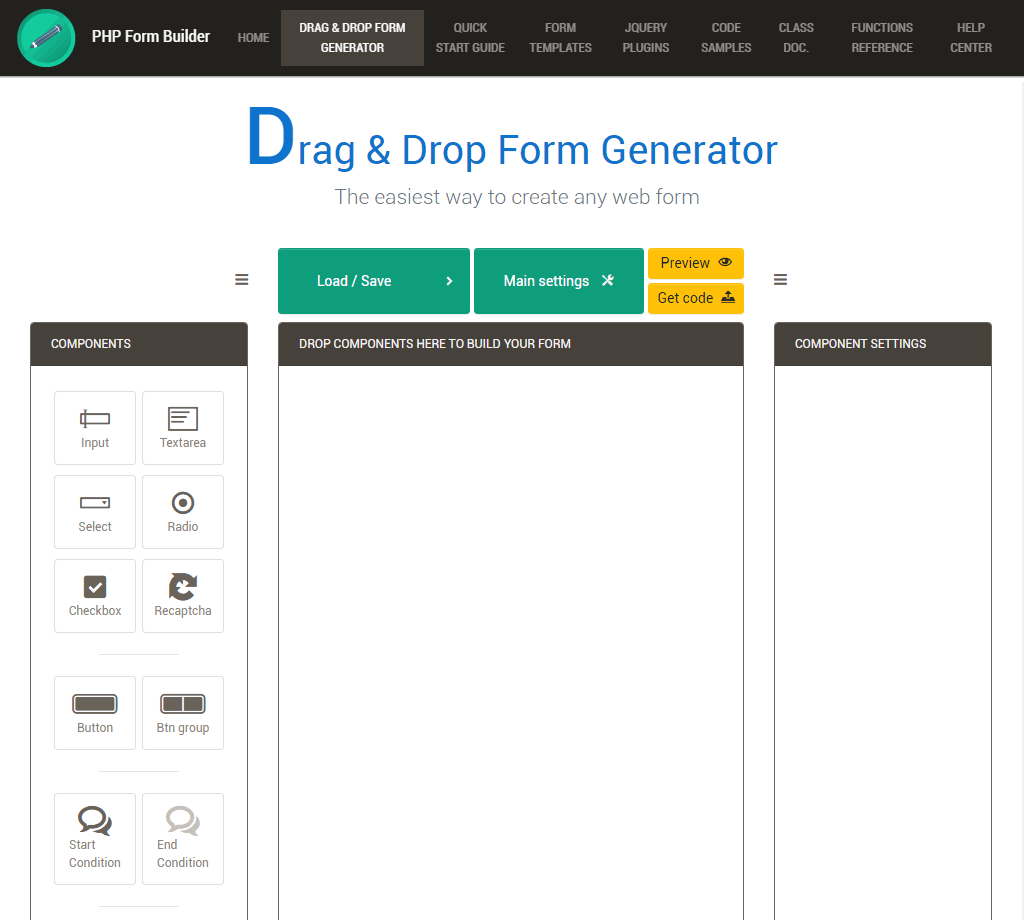 PHP Form Builder
HOME
DRAG & DROP FORM
GENERATOR
QUICK
START GUIDE
FORM
TEMPLATES
JQUERY
PLUGINS
CODE
SAMPLES
CLASS
DOC.
FUNCTIONS
REFERENCE
HELP
CENTER
Drag & Drop Form Generator
The easiest way to create any web form
Load / Save
Main settings
Preview
Get code
COMPONENTS
DROP COMPONENTS HERE TO BUILD YOUR FORM
COMPONENT SETTINGS
Input
Textarea
Select
Radio
Checkbox
Recaptcha
Button
Btn group
Start
Condition
End
Condition